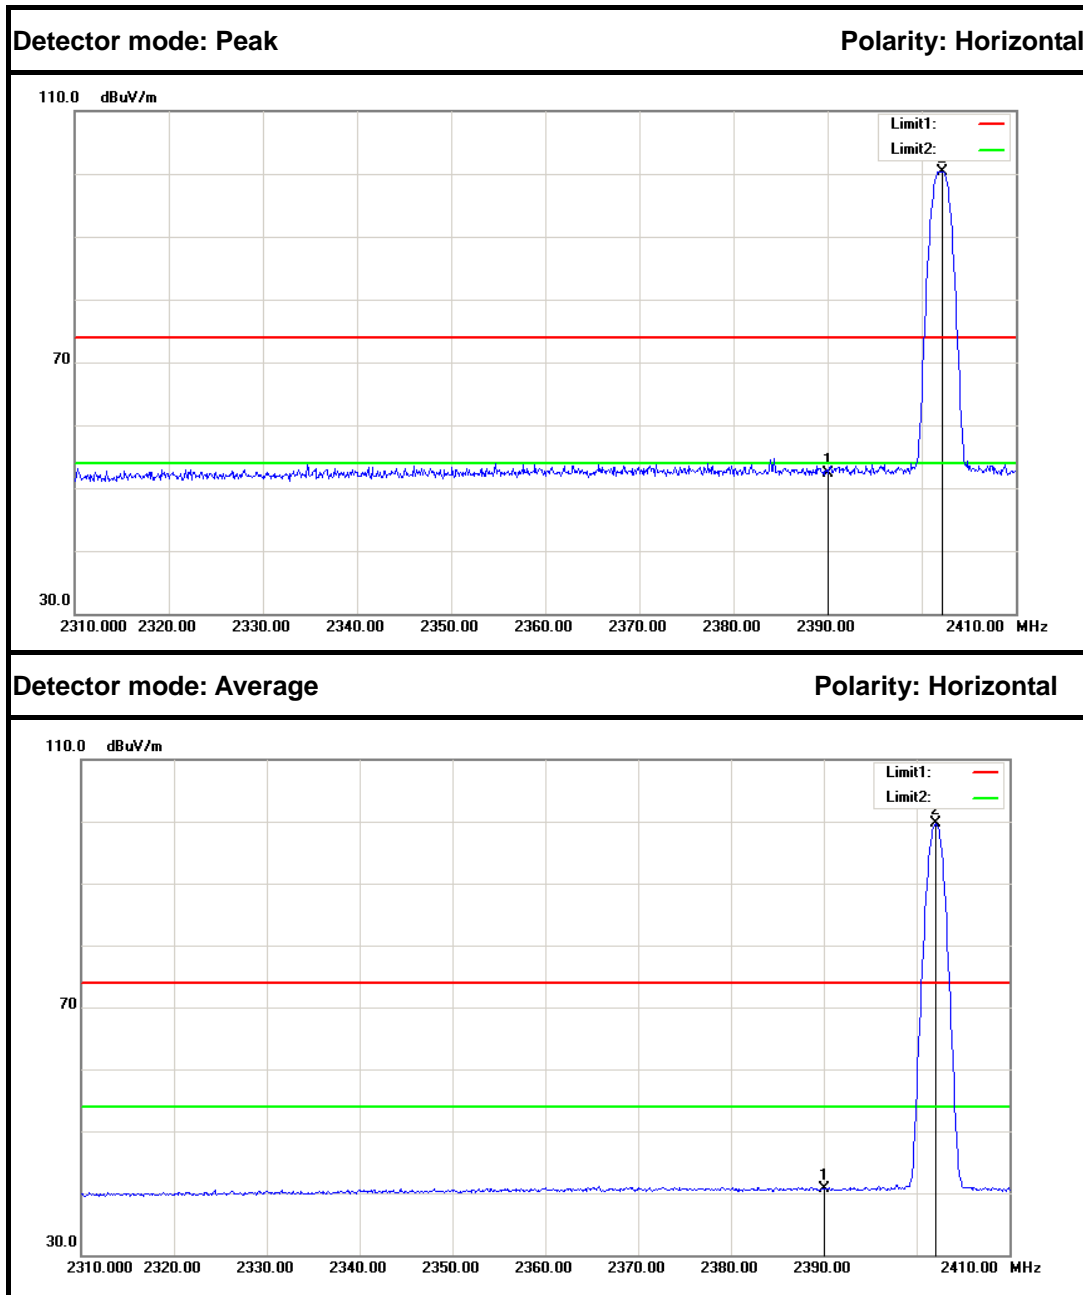 Detector mode: Peak Polarity: Horizontal
110.0 dBuV/m
Limit1:
Limit2:
70
1
30.0
2310.000 2320.00 2330.00 2340.00 2350.00 2360.00 2370.00 2380.00 2390.00 2410.00 MHz
Detector mode: Average Polarity: Horizontal
110.0 dBuV/m
Limit1:
Limit2:
70
1
30.0
2310.000 2320.00 2330.00 2340.00 2350.00 2360.00 2370.00 2380.00 2390.00 2410.00 MHz